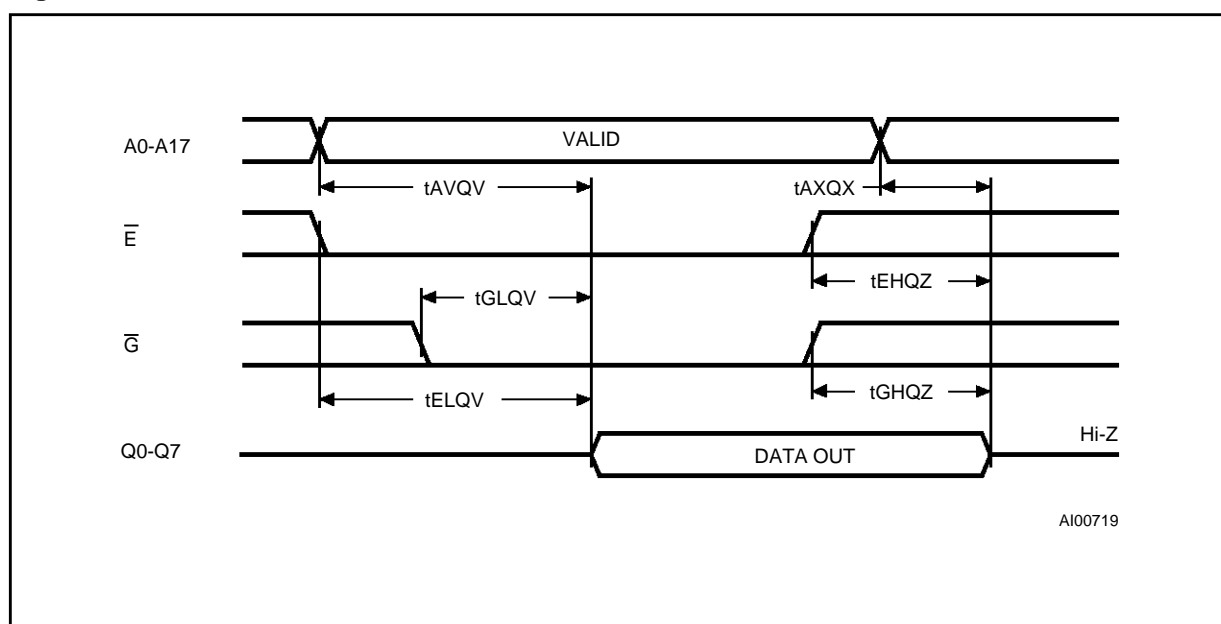 A0-A17
VALID
tAVQV
tAXQX
E̅
tEHQZ
tGLQV
G̅
tGHQZ
tELQV
Q0-Q7
DATA OUT
Hi-Z
AI00719